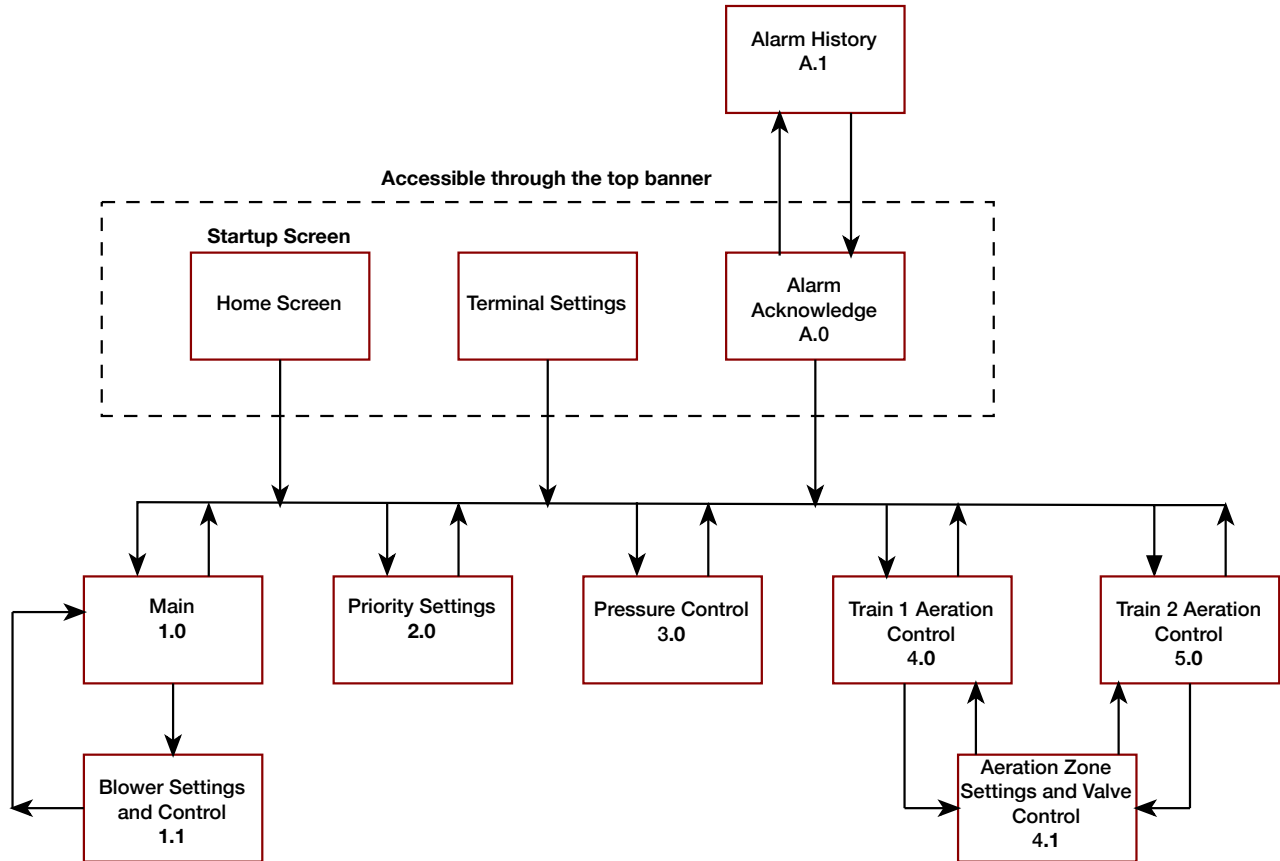 Alarm History
A.1
Accessible through the top banner
Startup Screen
Home Screen
Terminal Settings
Alarm
Acknowledge
A.0
Main
1.0
Priority Settings
2.0
Pressure Control
3.0
Train 1 Aeration
Control
4.0
Train 2 Aeration
Control
5.0
Blower Settings
and Control
1.1
Aeration Zone
Settings and Valve
Control
4.1